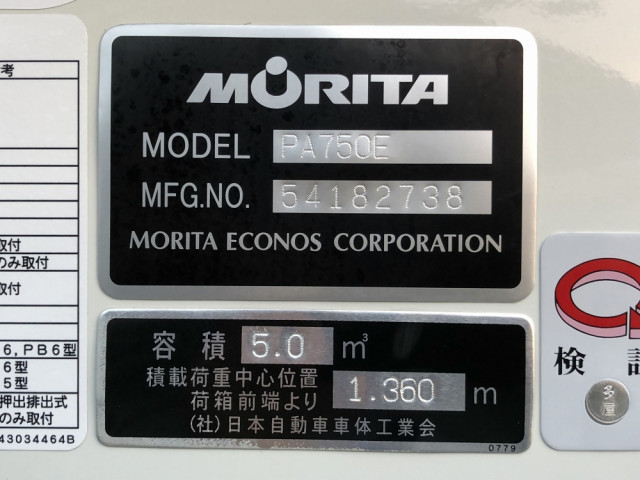 考
取付
のみ取付
取付
6,PB6型
6型
5型
押出排出式
のみ取付
43034464B
MORITA
MODEL PA750E
MFG.NO. 54182738
MORITA ECONOS CORPORATION
容積 5.0 m³
積載荷重中心位置
荷箱前端より 1.360 m
(社)日本自動車車体工業会
0779
検
多屋